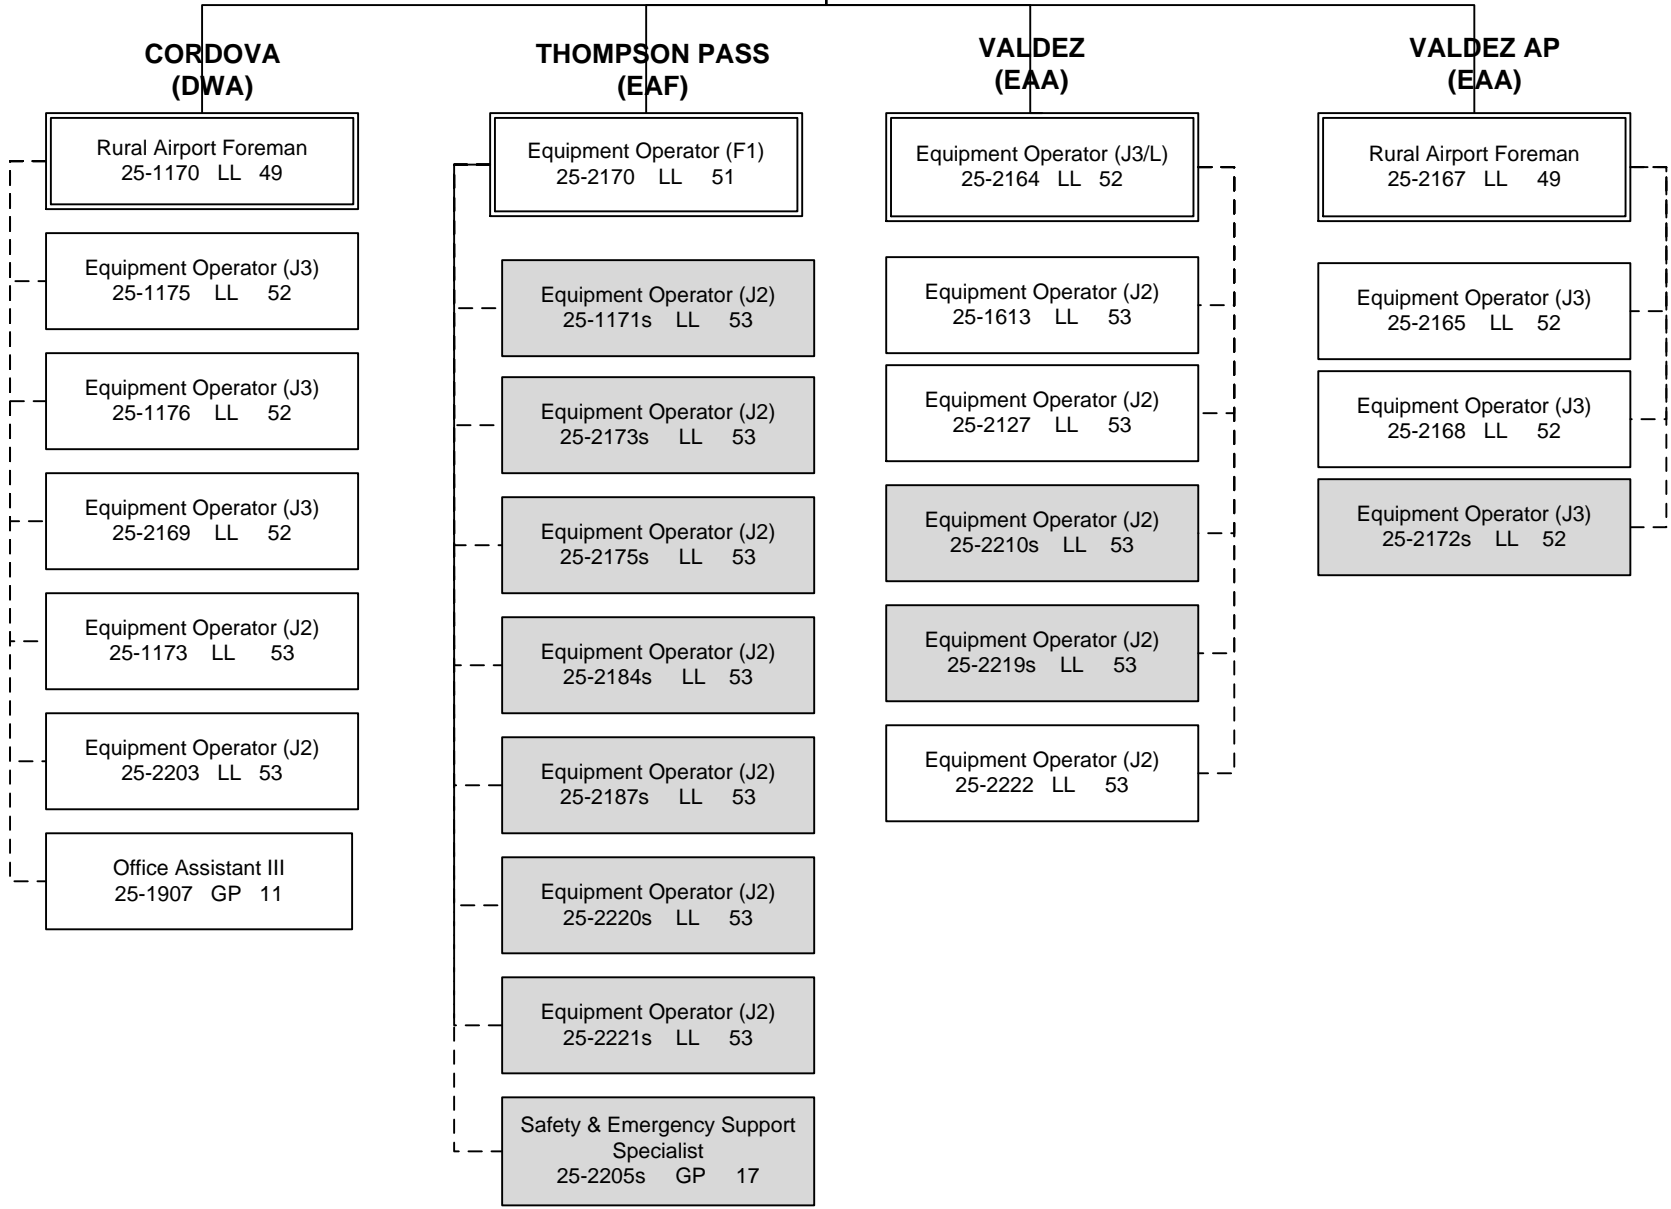 CORDOVA
(DWA)
Rural Airport Foreman
25-1170 LL 49
Equipment Operator (J3)
25-1175 LL 52
Equipment Operator (J3)
25-1176 LL 52
Equipment Operator (J3)
25-2169 LL 52
Equipment Operator (J2)
25-1173 LL 53
Equipment Operator (J2)
25-2203 LL 53
Office Assistant III
25-1907 GP 11
THOMPSON PASS
(EAF)
Equipment Operator (F1)
25-2170 LL 51
Equipment Operator (J2)
25-1171s LL 53
Equipment Operator (J2)
25-2173s LL 53
Equipment Operator (J2)
25-2175s LL 53
Equipment Operator (J2)
25-2184s LL 53
Equipment Operator (J2)
25-2187s LL 53
Equipment Operator (J2)
25-2220s LL 53
Equipment Operator (J2)
25-2221s LL 53
Safety & Emergency Support
Specialist
25-2205s GP 17
VALDEZ
(EAA)
Equipment Operator (J3/L)
25-2164 LL 52
Equipment Operator (J2)
25-1613 LL 53
Equipment Operator (J2)
25-2127 LL 53
Equipment Operator (J2)
25-2210s LL 53
Equipment Operator (J2)
25-2219s LL 53
Equipment Operator (J2)
25-2222 LL 53
VALDEZ AP
(EAA)
Rural Airport Foreman
25-2167 LL 49
Equipment Operator (J3)
25-2165 LL 52
Equipment Operator (J3)
25-2168 LL 52
Equipment Operator (J3)
25-2172s LL 52